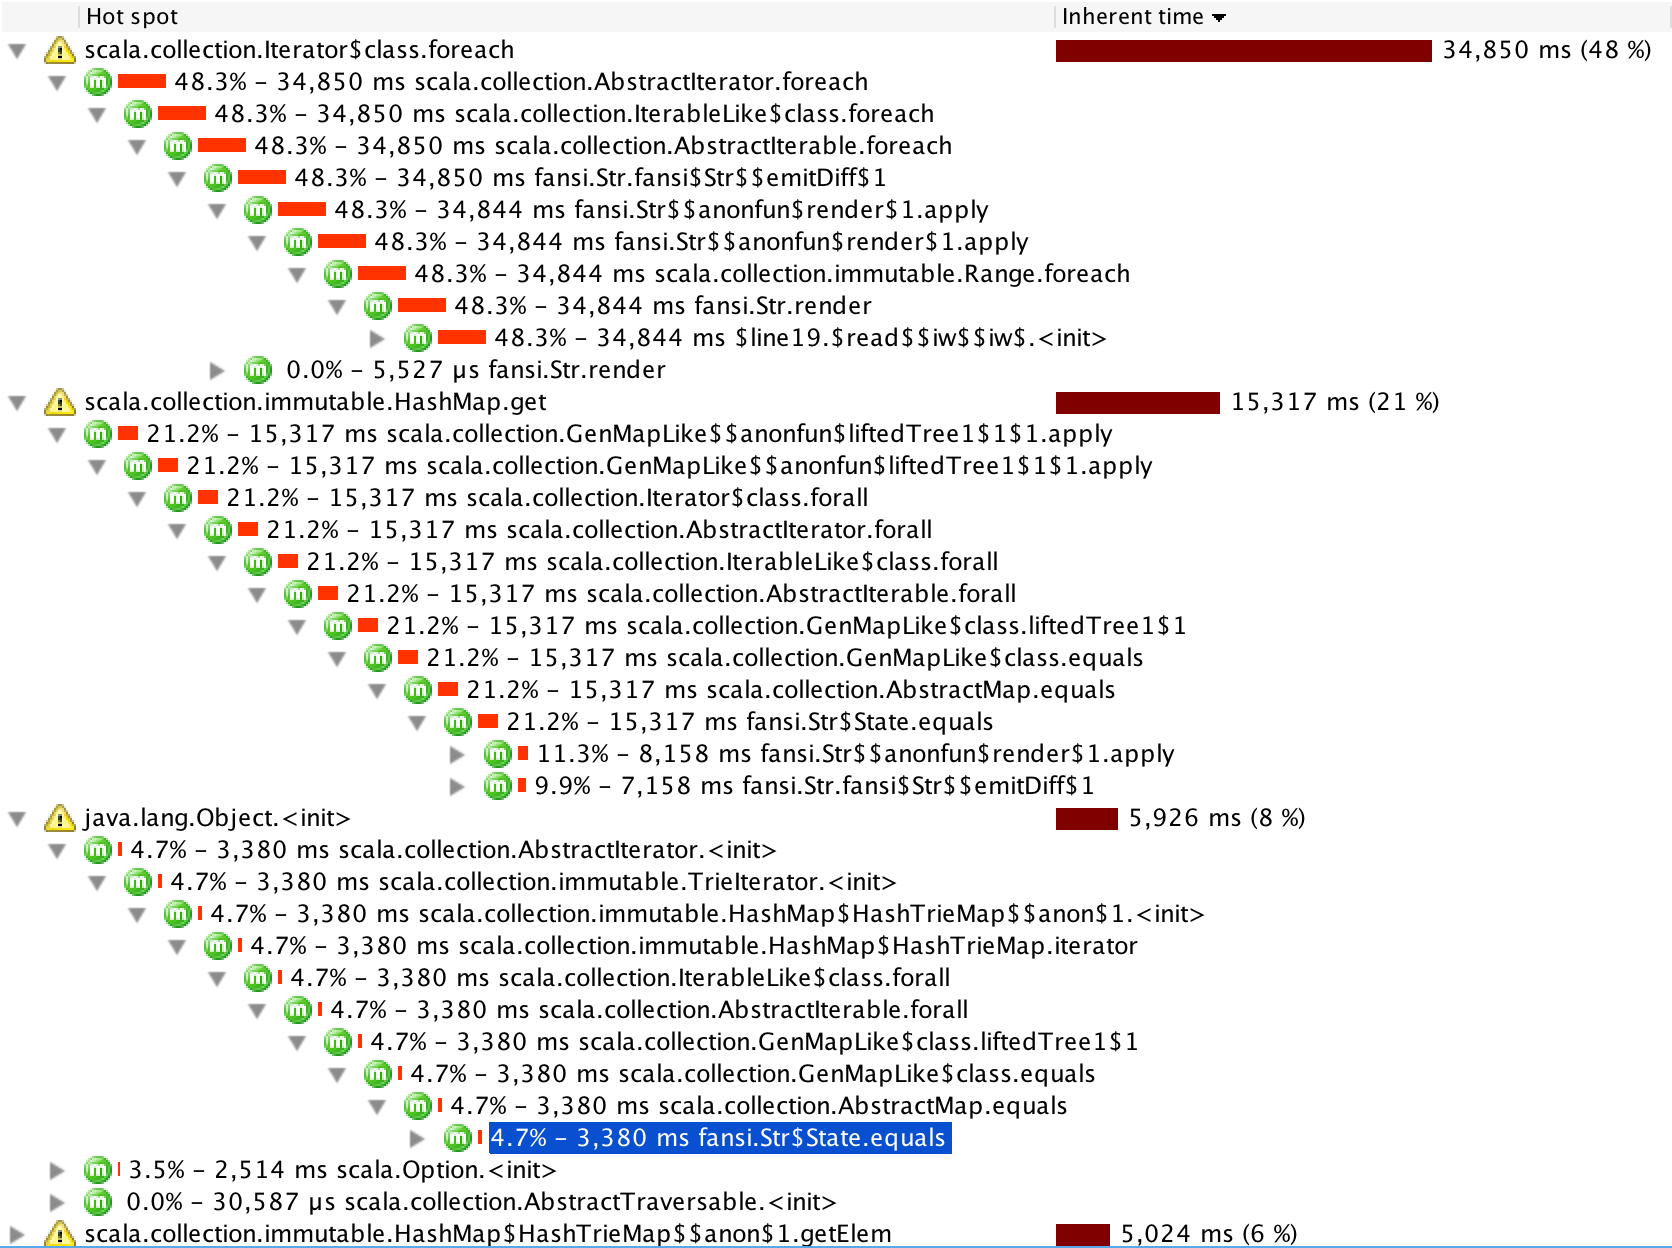 Hot spot Inherent time
scala.collection.Iterator$class.foreach 34,850 ms (48 %)
m 48.3% – 34,850 ms scala.collection.AbstractIterator.foreach
m 48.3% – 34,850 ms scala.collection.IterableLike$class.foreach
m 48.3% – 34,850 ms scala.collection.AbstractIterable.foreach
m 48.3% – 34,850 ms fansi.Str.fansi$Str$$emitDiff$1
m 48.3% – 34,844 ms fansi.Str$$anonfun$render$1.apply
m 48.3% – 34,844 ms fansi.Str$$anonfun$render$1.apply
m 48.3% – 34,844 ms scala.collection.immutable.Range.foreach
m 48.3% – 34,844 ms fansi.Str.render
m 48.3% – 34,844 ms $line19.$read$$iw$$iw$.<init>
m 0.0% – 5,527 µs fansi.Str.render
scala.collection.immutable.HashMap.get 15,317 ms (21 %)
m 21.2% – 15,317 ms scala.collection.GenMapLike$$anonfun$liftedTree1$1$1.apply
m 21.2% – 15,317 ms scala.collection.GenMapLike$$anonfun$liftedTree1$1$1.apply
m 21.2% – 15,317 ms scala.collection.Iterator$class.forall
m 21.2% – 15,317 ms scala.collection.AbstractIterator.forall
m 21.2% – 15,317 ms scala.collection.IterableLike$class.forall
m 21.2% – 15,317 ms scala.collection.AbstractIterable.forall
m 21.2% – 15,317 ms scala.collection.GenMapLike$class.liftedTree1$1
m 21.2% – 15,317 ms scala.collection.GenMapLike$class.equals
m 21.2% – 15,317 ms scala.collection.AbstractMap.equals
m 21.2% – 15,317 ms fansi.Str$State.equals
m 11.3% – 8,158 ms fansi.Str$$anonfun$render$1.apply
m 9.9% – 7,158 ms fansi.Str.fansi$Str$$emitDiff$1
java.lang.Object.<init> 5,926 ms (8 %)
m 4.7% – 3,380 ms scala.collection.AbstractIterator.<init>
m 4.7% – 3,380 ms scala.collection.immutable.TrieIterator.<init>
m 4.7% – 3,380 ms scala.collection.immutable.HashMap$HashTrieMap$$anon$1.<init>
m 4.7% – 3,380 ms scala.collection.immutable.HashMap$HashTrieMap.iterator
m 4.7% – 3,380 ms scala.collection.IterableLike$class.forall
m 4.7% – 3,380 ms scala.collection.AbstractIterable.forall
m 4.7% – 3,380 ms scala.collection.GenMapLike$class.liftedTree1$1
m 4.7% – 3,380 ms scala.collection.GenMapLike$class.equals
m 4.7% – 3,380 ms scala.collection.AbstractMap.equals
m 4.7% – 3,380 ms fansi.Str$State.equals
m 3.5% – 2,514 ms scala.Option.<init>
m 0.0% – 30,587 µs scala.collection.AbstractTraversable.<init>
scala.collection.immutable.HashMap$HashTrieMap$$anon$1.getElem 5,024 ms (6 %)